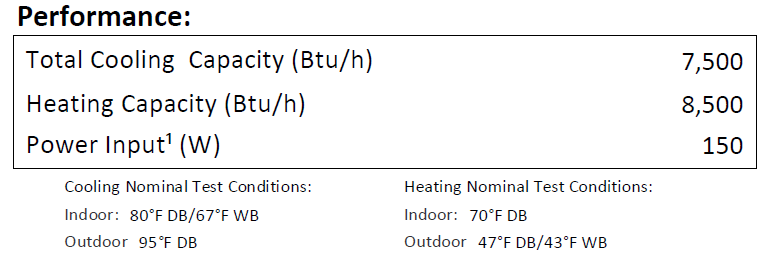 Performance:
Total Cooling Capacity (Btu/h) 7,500
Heating Capacity (Btu/h) 8,500
Power Input¹ (W) 150
Cooling Nominal Test Conditions: Heating Nominal Test Conditions:
Indoor: 80°F DB/67°F WB Indoor: 70°F DB
Outdoor 95°F DB Outdoor 47°F DB/43°F WB